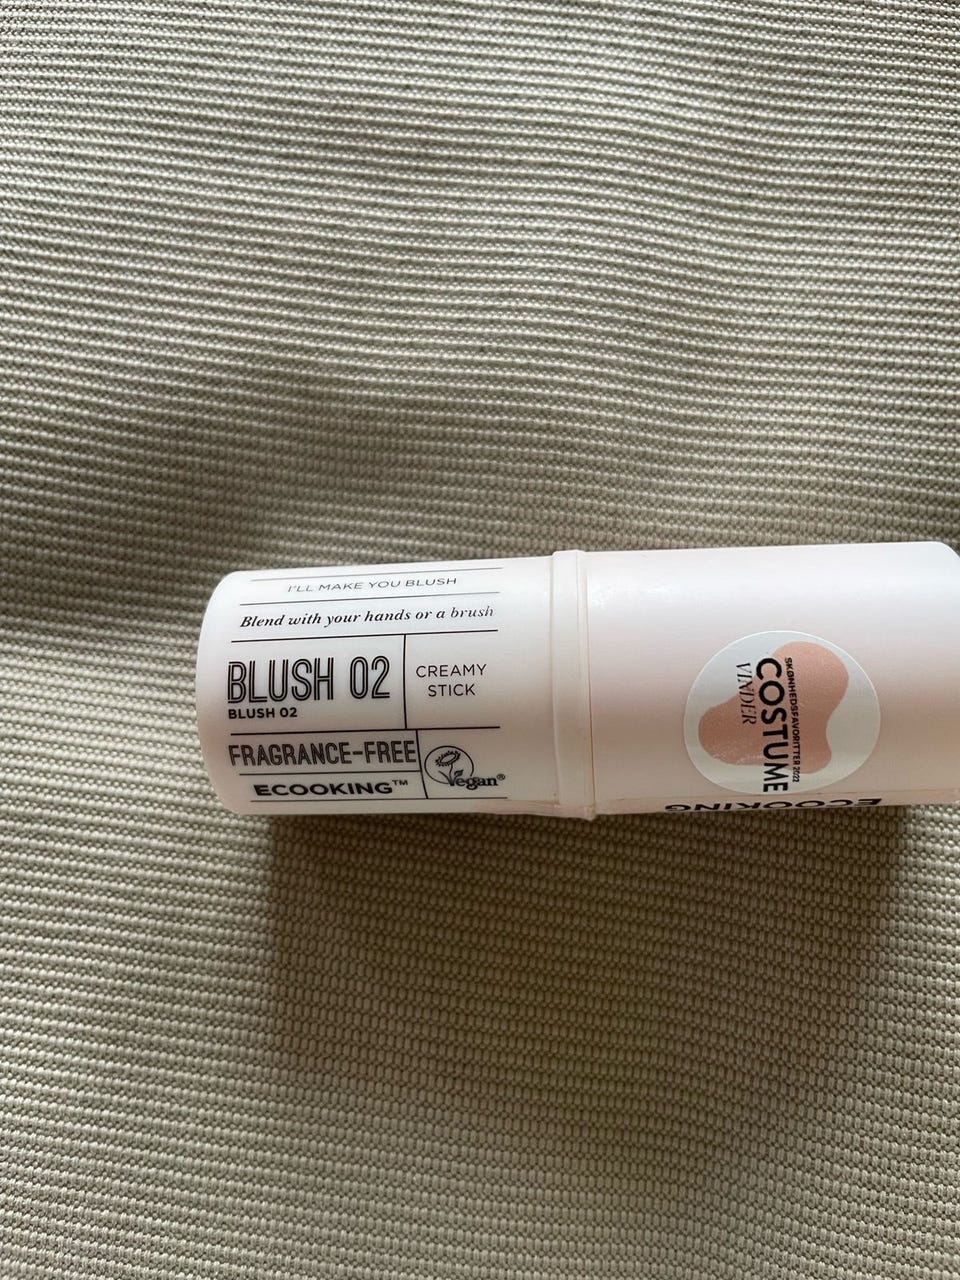 I'LL MAKE YOU BLUSH
Blend with your hands or a brush
BLUSH 02
BLUSH 02
CREAMY
STICK
FRAGRANCE-FREE
Vegan®
ECOOKING™
SKØNHEDSFAVORITTER 2022
COSTUME
VINDER
ECOOKING